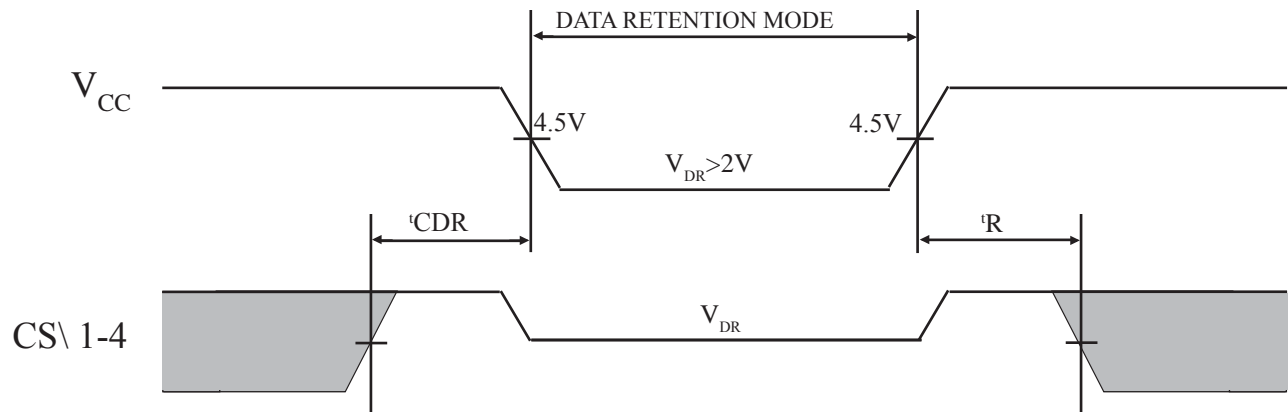 DATA RETENTION MODE
VCC
4.5V 4.5V
VDR>2V
tCDR tR
CS\ 1-4 VDR